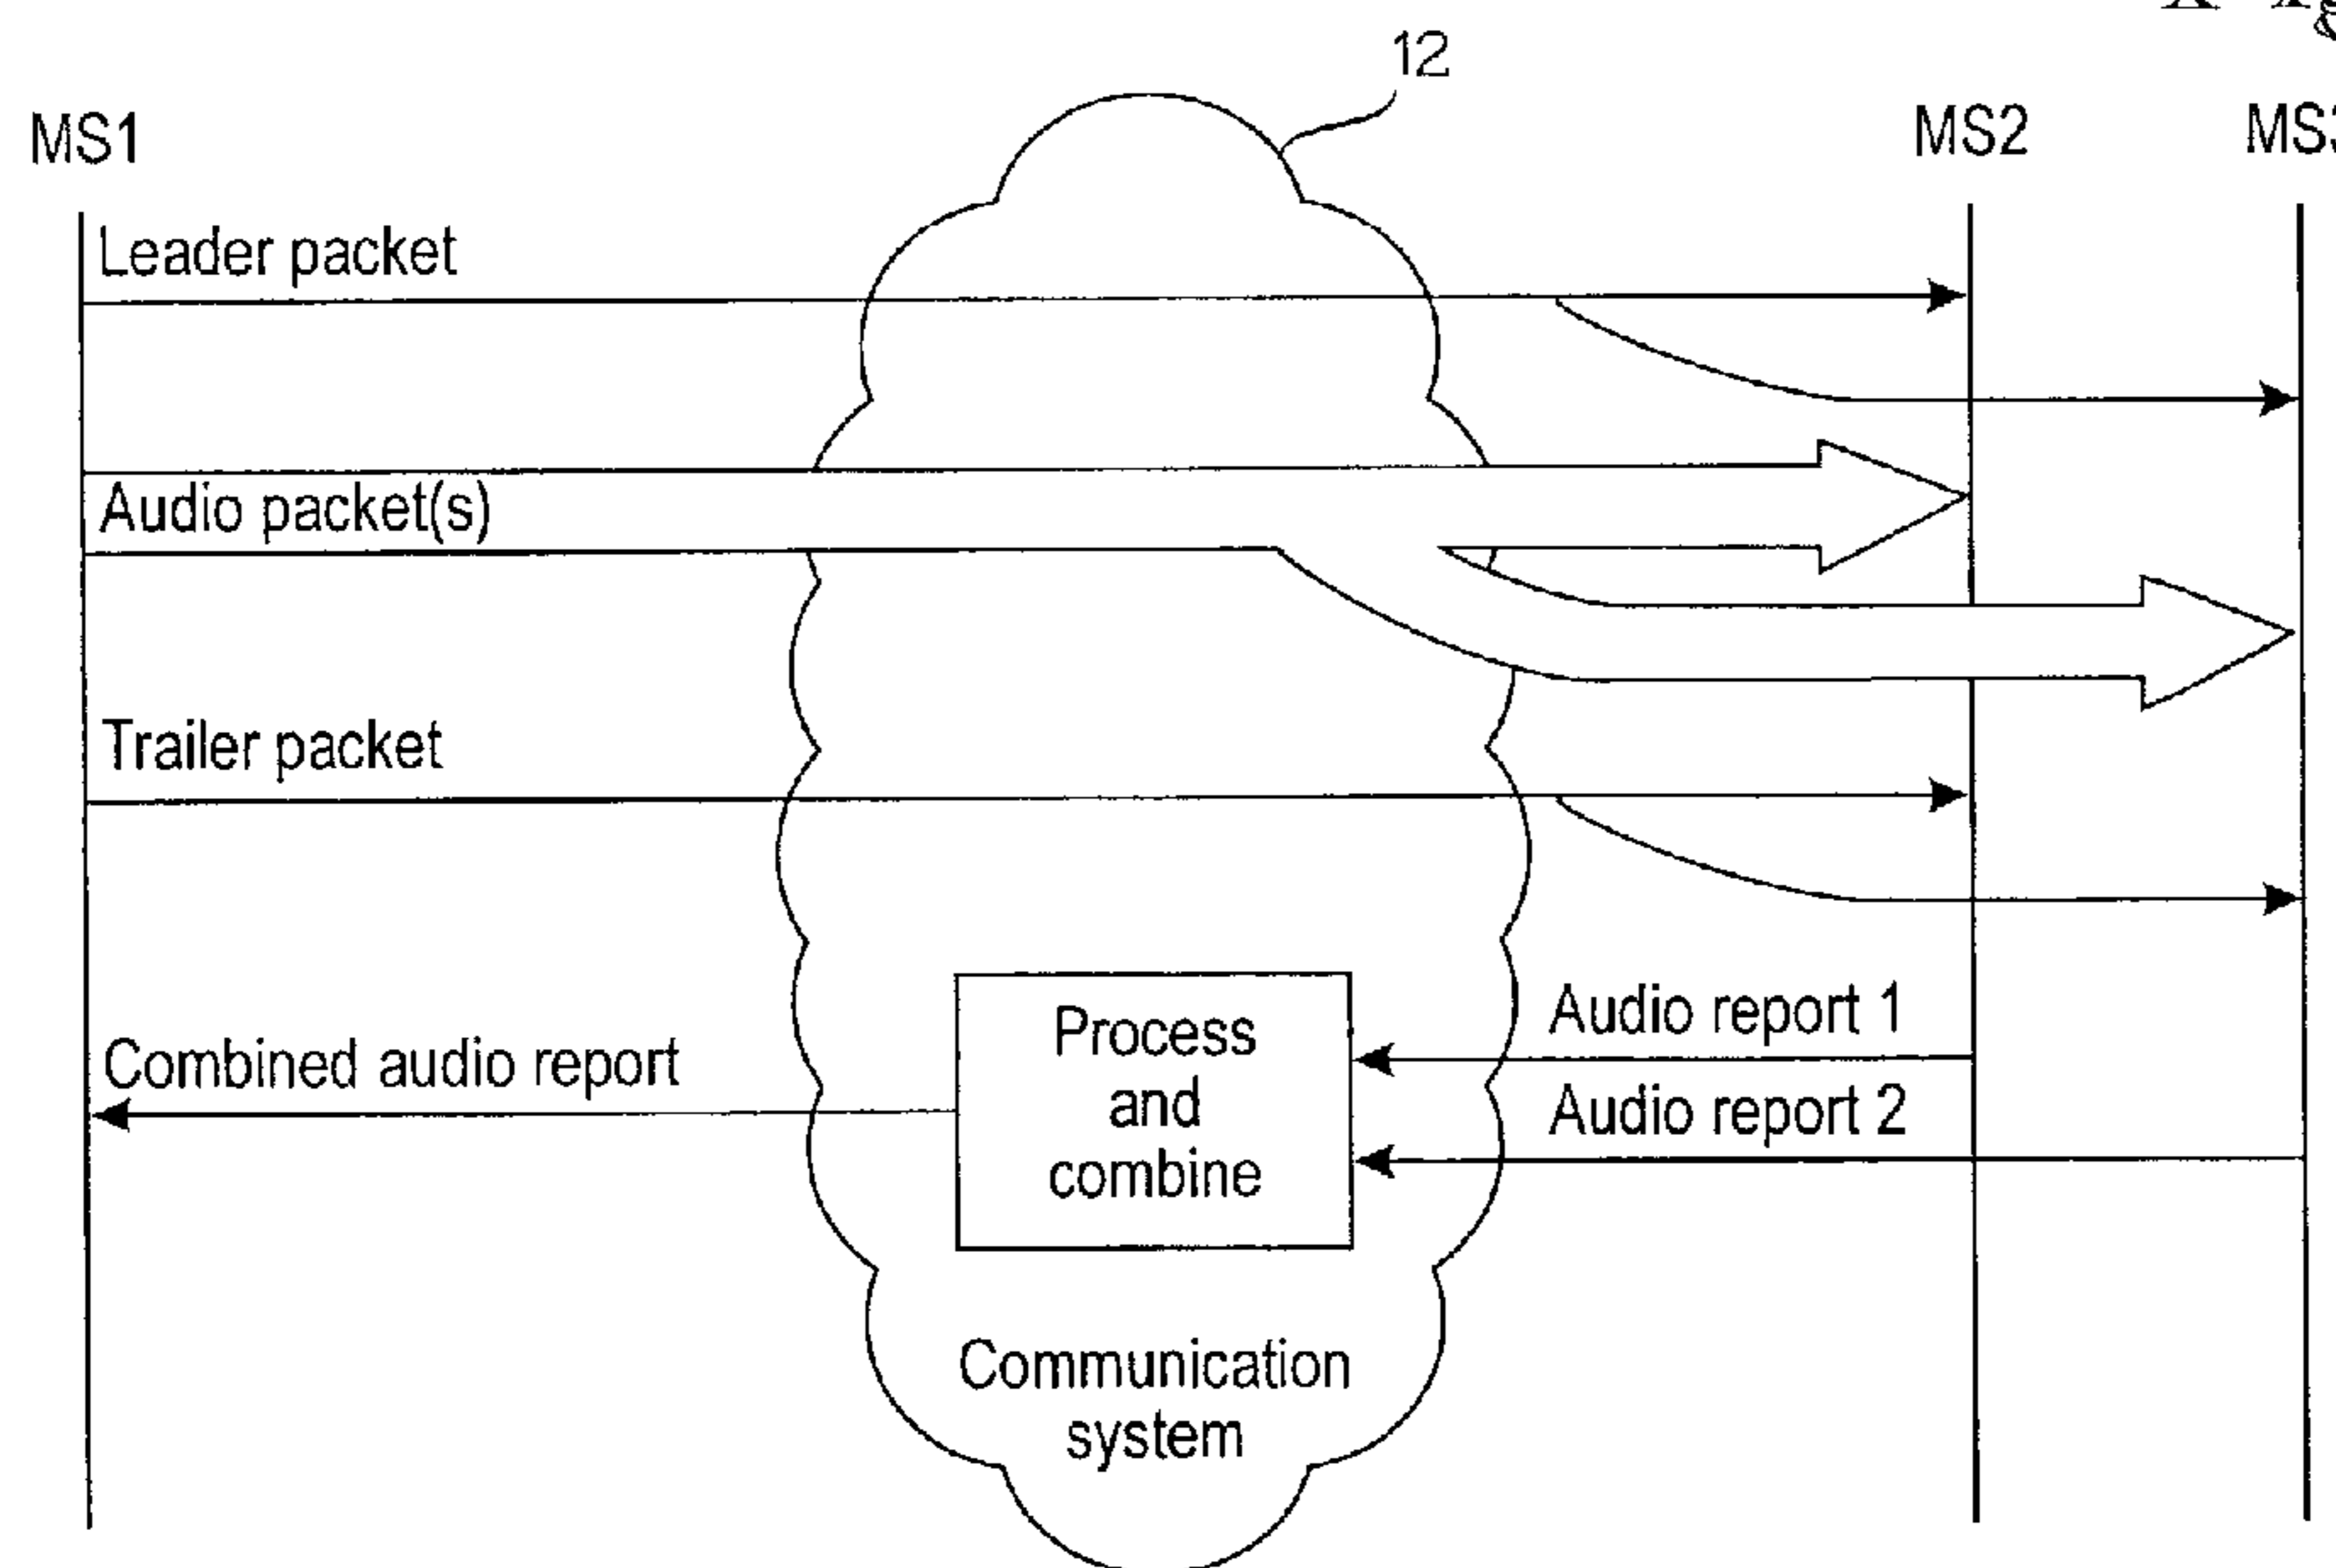 12
MS1
MS2
MS3
Leader packet
Audio packet(s)
Trailer packet
Process
and
combine
Audio report 1
Combined audio report
Audio report 2
Communication
system